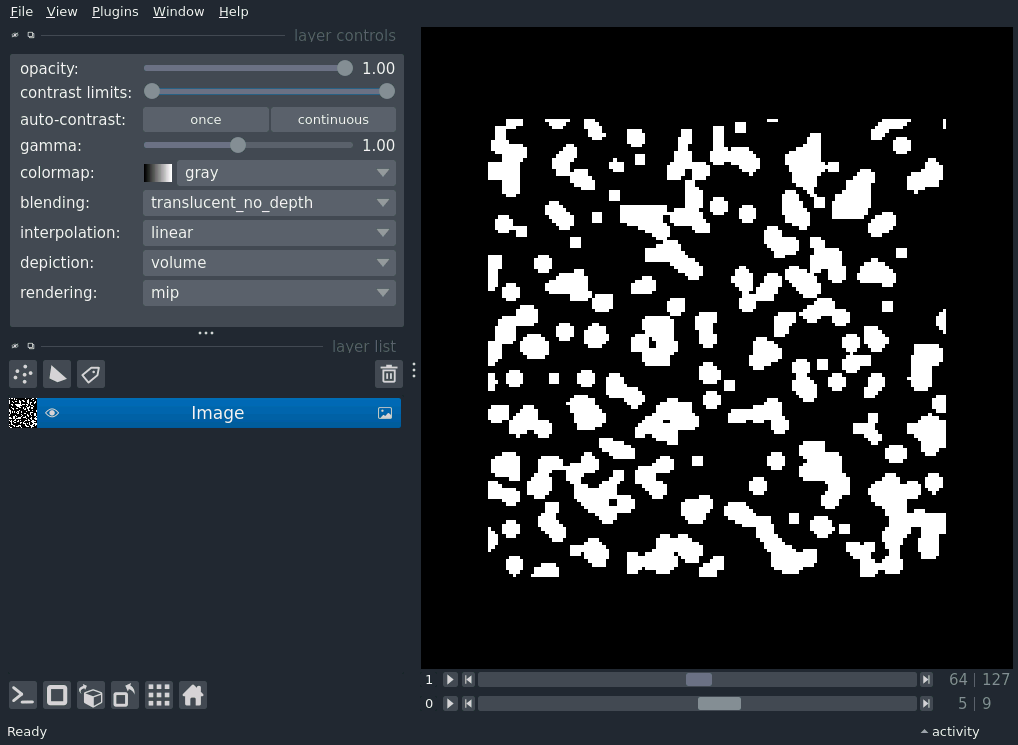 File View Plugins Window Help
layer controls
opacity: 1.00
contrast limits:
auto-contrast: once continuous
gamma: 1.00
colormap: gray
blending: translucent_no_depth
interpolation: linear
depiction: volume
rendering: mip
layer list
Image
1 64 | 127
0 5 | 9
Ready activity